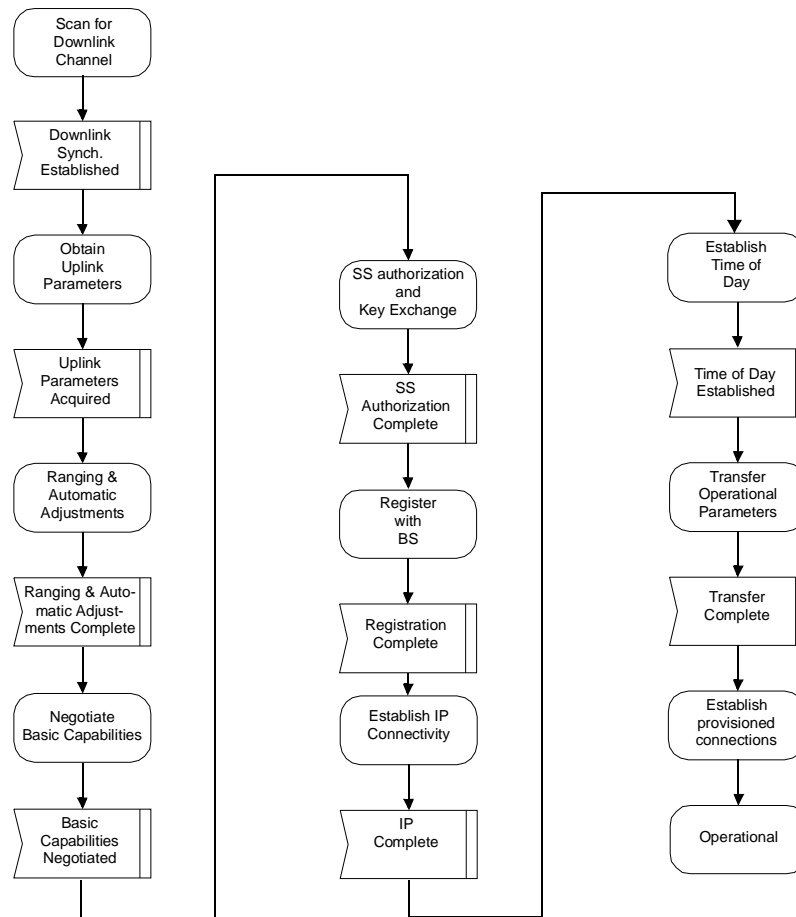 Scan for
Downlink
Channel
Downlink
Synch.
Established
Obtain
Uplink
Parameters
Uplink
Parameters
Acquired
Ranging &
Automatic
Adjustments
Ranging & Auto-
matic Adjust-
ments Complete
Negotiate
Basic Capabilities
Basic
Capabilities
Negotiated
SS authorization
and
Key Exchange
SS
Authorization
Complete
Register
with
BS
Registration
Complete
Establish IP
Connectivity
IP
Complete
Establish
Time of
Day
Time of Day
Established
Transfer
Operational
Parameters
Transfer
Complete
Establish
provisioned
connections
Operational